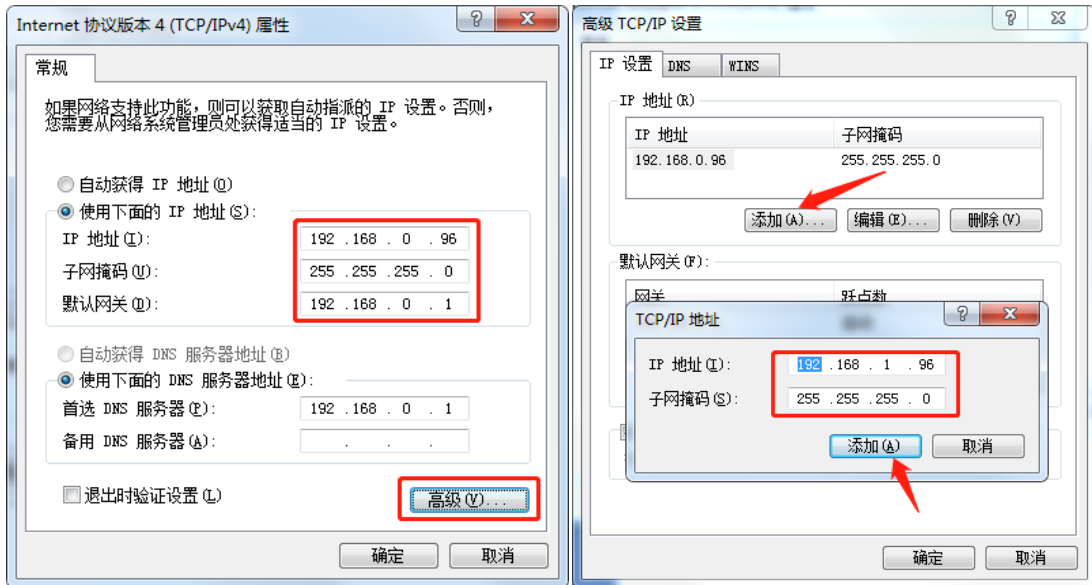 Internet 协议版本 4 (TCP/IPv4) 属性
常规
如果网络支持此功能，则可以获取自动指派的 IP 设置。否则，
您需要从网络系统管理员处获得适当的 IP 设置。
自动获得 IP 地址(O)
使用下面的 IP 地址(S):
IP 地址(I): 192 .168 . 0 . 96
子网掩码(U): 255 .255 .255 . 0
默认网关(D): 192 .168 . 0 . 1
自动获得 DNS 服务器地址(B)
使用下面的 DNS 服务器地址(E):
首选 DNS 服务器(P): 192 .168 . 0 . 1
备用 DNS 服务器(A): . . .
退出时验证设置(L)
高级(V)...
确定 取消
高级 TCP/IP 设置
IP 设置 DNS WINS
IP 地址(R)
IP 地址 子网掩码
192.168.0.96 255.255.255.0
添加(A)... 编辑(E)... 删除(V)
默认网关(F):
网关 跃点数
TCP/IP 地址
IP 地址(I): 192 .168 . 1 . 96
子网掩码(S): 255 .255 .255 . 0
添加(A) 取消
确定 取消